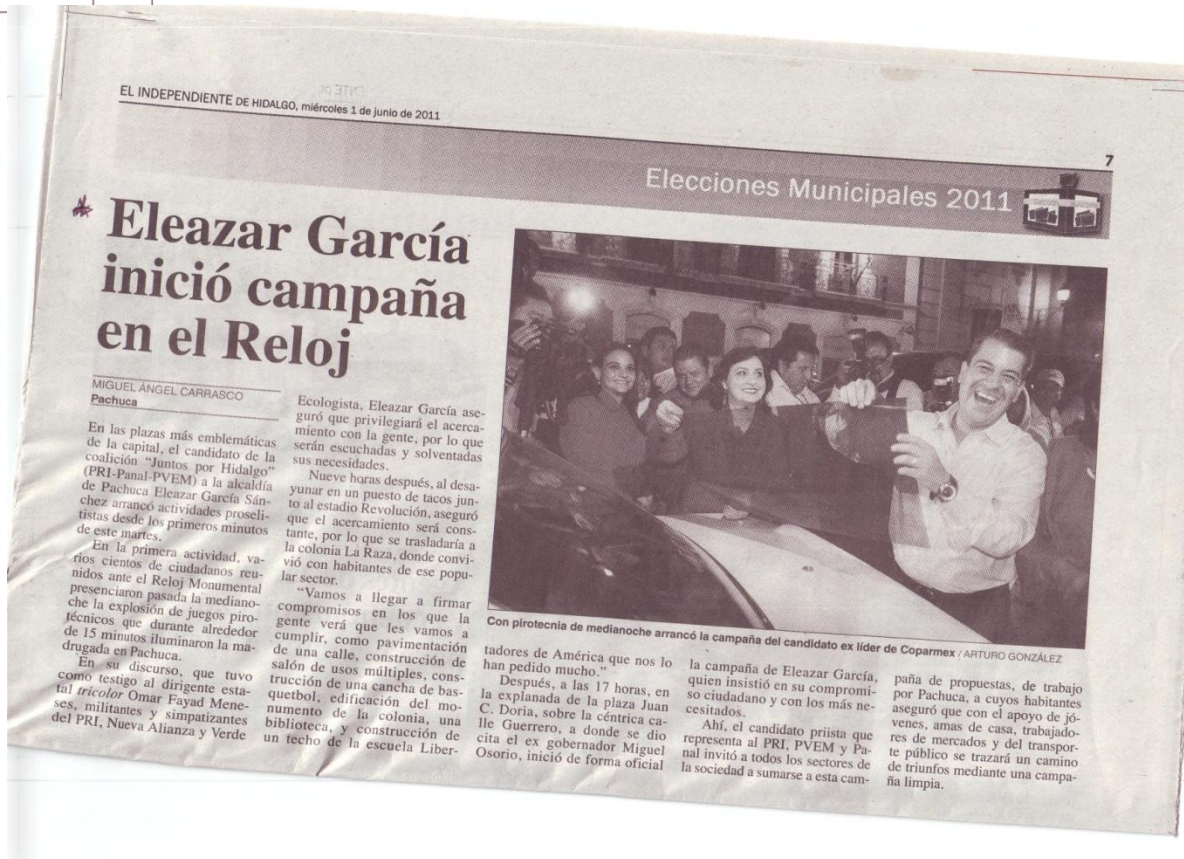 EL INDEPENDIENTE DE HIDALGO, miércoles 1 de junio de 2011
7
Elecciones Municipales 2011
Eleazar García
inició campaña
en el Reloj
MIGUEL ÁNGEL CARRASCO
Pachuca
En las plazas más emblemáticas
de la capital, el candidato de la
coalición "Juntos por Hidalgo"
(PRI-Panal-PVEM) a la alcaldía
de Pachuca Eleazar García Sán-
chez arrancó actividades proseli-
tistas desde los primeros minutos
de este martes.
En la primera actividad, va-
rios cientos de ciudadanos reu-
nidos ante el Reloj Monumental
presenciaron pasada la mediano-
che la explosión de juegos piro-
técnicos que durante alrededor
de 15 minutos iluminaron la ma-
drugada en Pachuca.
En su discurso, que tuvo
como testigo al dirigente esta-
tal tricolor Omar Fayad Mene-
ses, militantes y simpatizantes
del PRI, Nueva Alianza y Verde
Ecologista, Eleazar García ase-
guró que privilegiará el acerca-
miento con la gente, por lo que
serán escuchadas y solventadas
sus necesidades.
Nueve horas después, al desa-
yunar en un puesto de tacos jun-
to al estadio Revolución, aseguró
que el acercamiento será cons-
tante, por lo que se trasladaría a
la colonia La Raza, donde convi-
vió con habitantes de ese popu-
lar sector.
"Vamos a llegar a firmar
compromisos en los que la
gente verá que les vamos a
cumplir, como pavimentación
de una calle, construcción de
salón de usos múltiples, cons-
trucción de una cancha de bas-
quetbol, edificación del mo-
numento de la colonia, una
biblioteca, y construcción de
un techo de la escuela Liber-
Con pirotecnia de medianoche arrancó la campaña del candidato ex líder de Coparmex / ARTURO GONZÁLEZ
tadores de América que nos lo
han pedido mucho."
Después, a las 17 horas, en
la explanada de la plaza Juan
C. Doria, sobre la céntrica ca-
lle Guerrero, a donde se dio
cita el ex gobernador Miguel
Osorio, inició de forma oficial
la campaña de Eleazar García,
quien insistió en su compromi-
so ciudadano y con los más ne-
cesitados.
Ahí, el candidato priista que
representa al PRI, PVEM y Pa-
nal invitó a todos los sectores de
la sociedad a sumarse a esta cam-
paña de propuestas, de trabajo
por Pachuca, a cuyos habitantes
aseguró que con el apoyo de jó-
venes, amas de casa, trabajado-
res de mercados y del transpor-
te público se trazará un camino
de triunfos mediante una campa-
ña limpia.